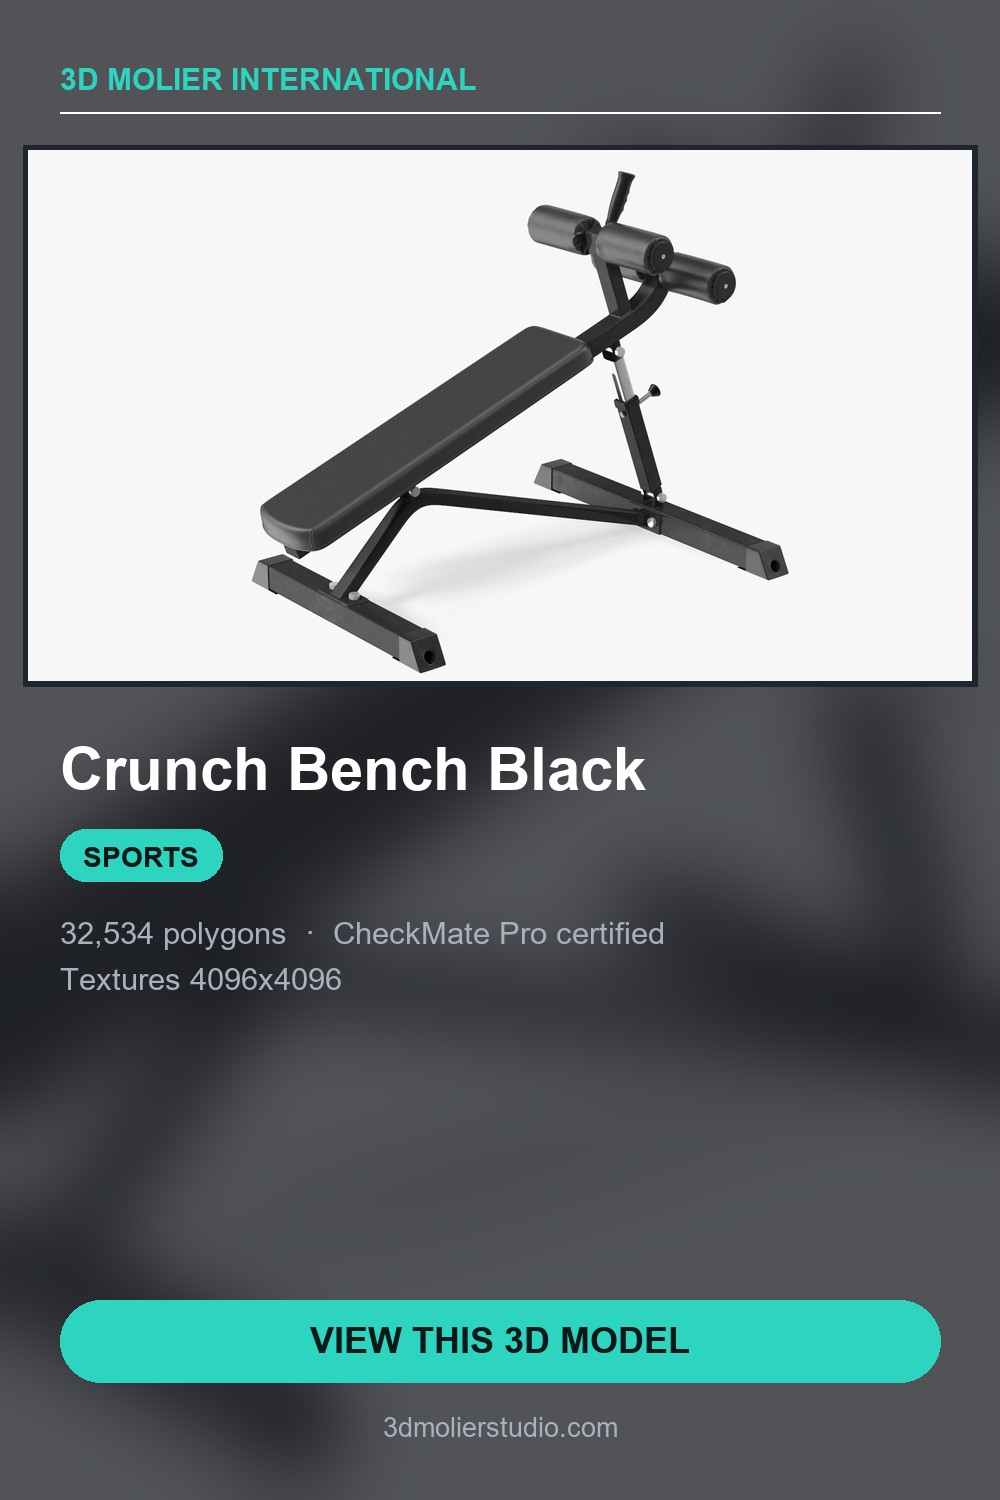 3D MOLIER INTERNATIONAL
Crunch Bench Black
SPORTS
32,534 polygons · CheckMate Pro certified
Textures 4096x4096
VIEW THIS 3D MODEL
3dmolierstudio.com